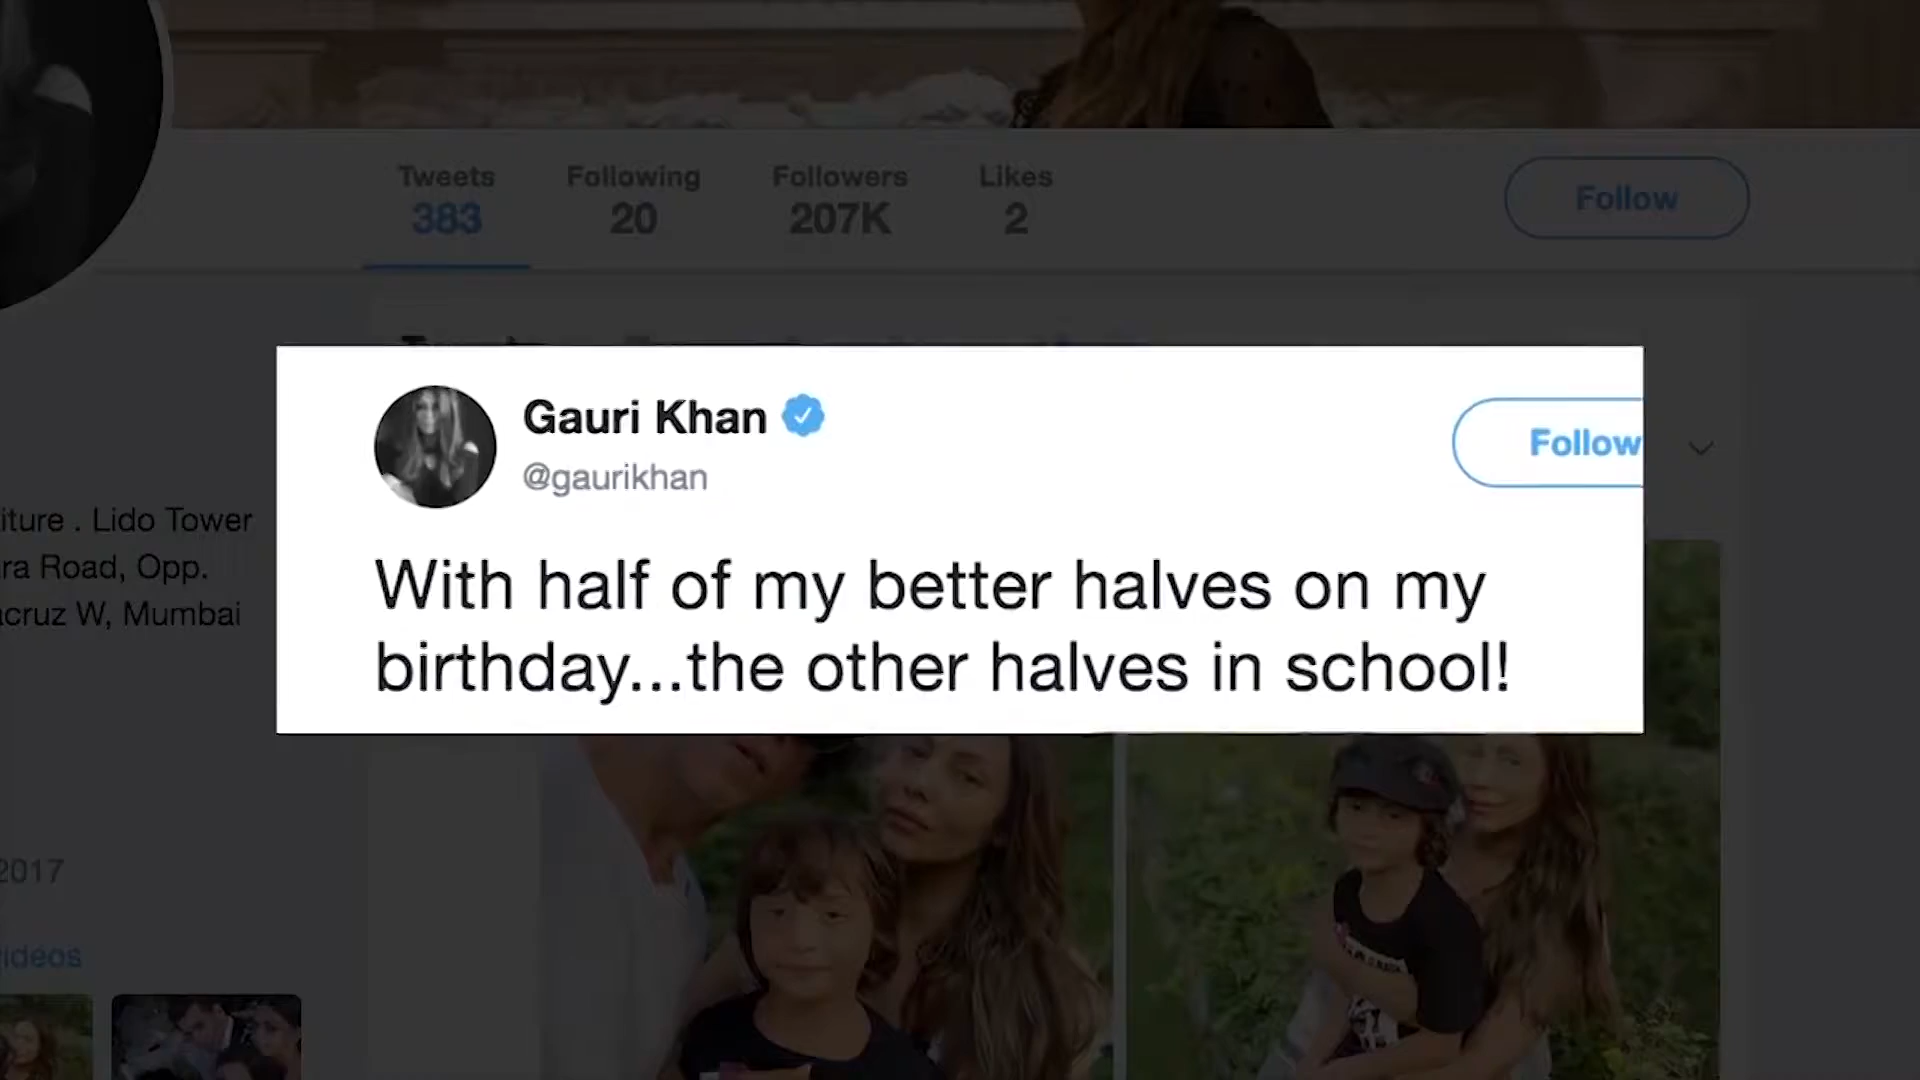 Tweets Following Followers Likes
383 20 207K 2
Follow
Gauri Khan
@gaurikhan
Follow
With half of my better halves on my
birthday...the other halves in school!
iture . Lido Tower
ra Road, Opp.
cruz W, Mumbai
2017
ideos